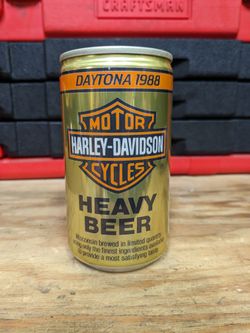 CRAFTSMAN
DAYTONA 1988
MOTOR
HARLEY-DAVIDSON
CYCLES
HEAVY
BEER
Wisconsin brewed in limited quantity
using only the finest ingredients available
to provide a most satisfying taste